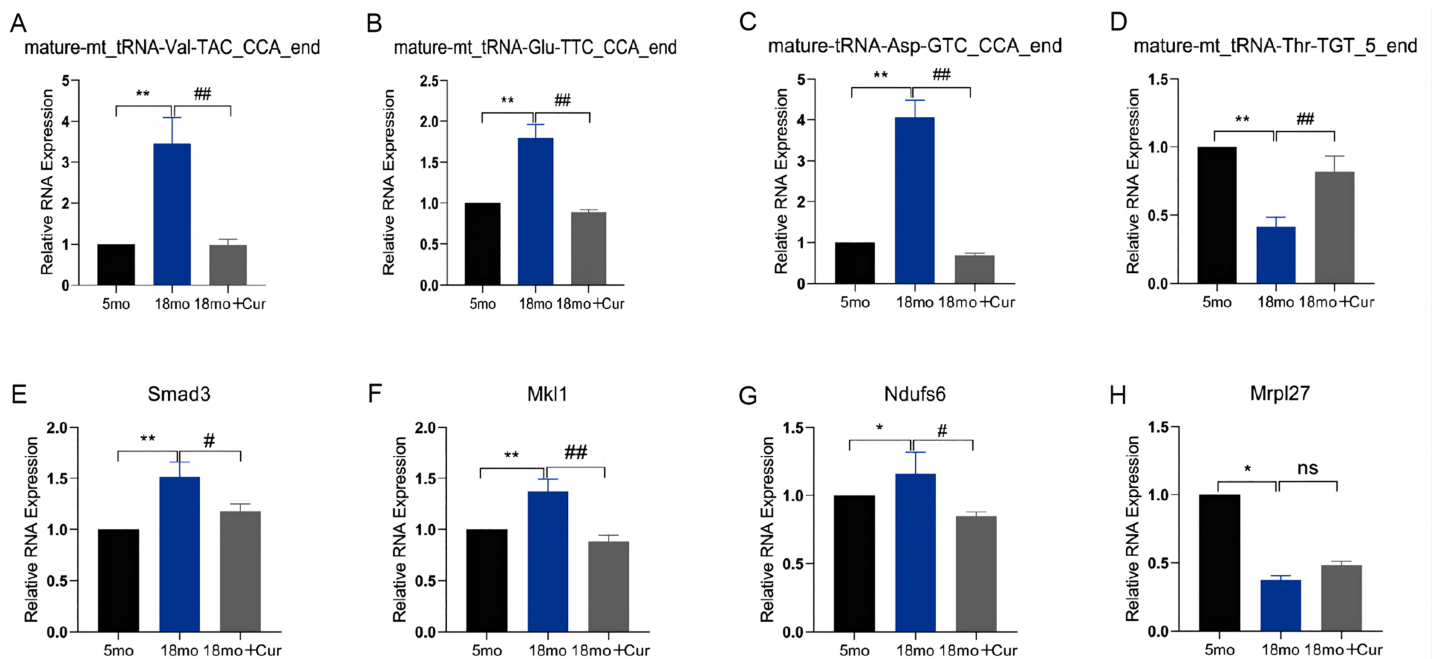 A
mature-mt_tRNA-Val-TAC_CCA_end
Relative RNA Expression
5
4
3
2
1
0
**
##
5mo 18mo 18mo+Cur
B
mature-mt_tRNA-Glu-TTC_CCA_end
Relative RNA Expression
2.5
2.0
1.5
1.0
0.5
0.0
**
##
5mo 18mo 18mo+Cur
C
mature-tRNA-Asp-GTC_CCA_end
Relative RNA Expression
5
4
3
2
1
0
**
##
5mo 18mo 18mo+Cur
D
mature-mt_tRNA-Thr-TGT_5_end
Relative RNA Expression
1.5
1.0
0.5
0.0
**
##
5mo 18mo 18mo+Cur
E
Smad3
Relative RNA Expression
2.0
1.5
1.0
0.5
0.0
**
#
5mo 18mo 18mo+Cur
F
Mkl1
Relative RNA Expression
2.0
1.5
1.0
0.5
0.0
**
##
5mo 18mo 18mo+Cur
G
Ndufs6
Relative RNA Expression
1.5
1.0
0.5
0.0
*
#
5mo 18mo 18mo+Cur
H
Mrpl27
Relative RNA Expression
1.5
1.0
0.5
0.0
*
ns
5mo 18mo 18mo+Cur